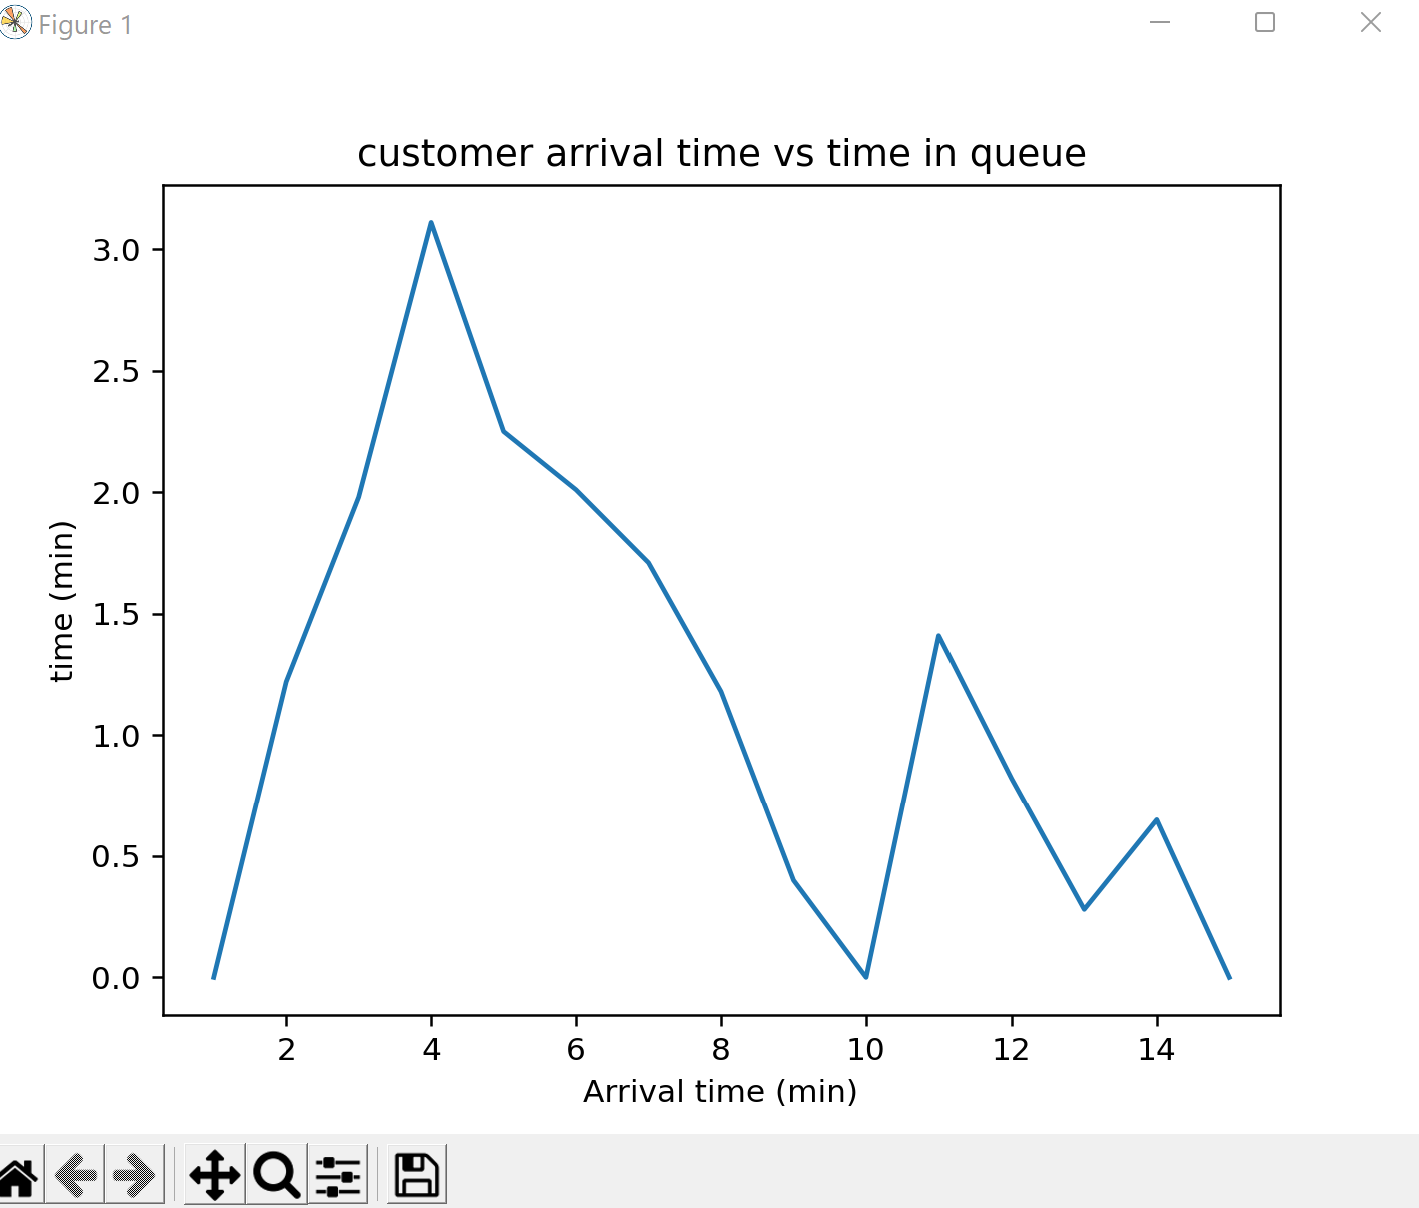 Figure 1
customer arrival time vs time in queue
3.0
2.5
2.0
1.5
1.0
0.5
0.0
time (min)
2 4 6 8 10 12 14
Arrival time (min)